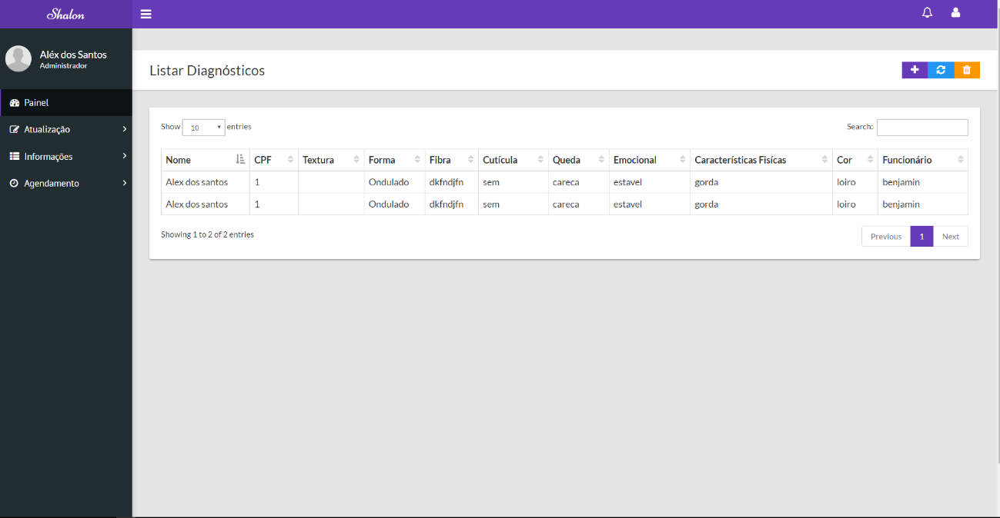 Shalon
Aléx dos Santos
Administrador
Painel
Atualização
Informações
Agendamento
Listar Diagnósticos
Show 10 entries Search:
Nome CPF Textura Forma Fibra Cutícula Queda Emocional Características Fisícas Cor Funcionário
Alex dos santos 1 Ondulado dkfndjfn sem careca estavel gorda loiro benjamin
Alex dos santos 1 Ondulado dkfndjfn sem careca estavel gorda loiro benjamin
Showing 1 to 2 of 2 entries Previous 1 Next